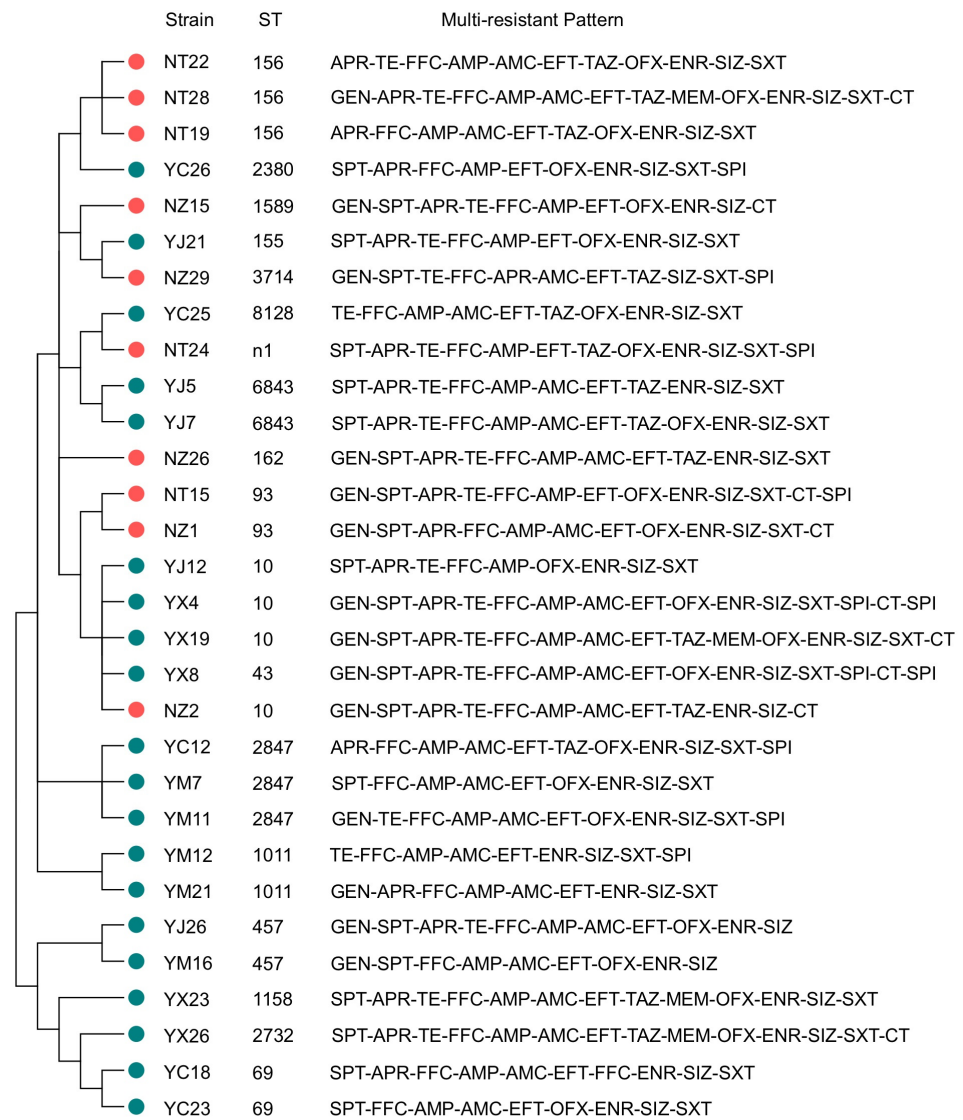 Strain ST Multi-resistant Pattern
NT22 156 APR-TE-FFC-AMP-AMC-EFT-TAZ-OFX-ENR-SIZ-SXT
NT28 156 GEN-APR-TE-FFC-AMP-AMC-EFT-TAZ-MEM-OFX-ENR-SIZ-SXT-CT
NT19 156 APR-FFC-AMP-AMC-EFT-TAZ-OFX-ENR-SIZ-SXT
YC26 2380 SPT-APR-FFC-AMP-EFT-OFX-ENR-SIZ-SXT-SPI
NZ15 1589 GEN-SPT-APR-TE-FFC-AMP-EFT-OFX-ENR-SIZ-CT
YJ21 155 SPT-APR-TE-FFC-AMP-EFT-OFX-ENR-SIZ-SXT
NZ29 3714 GEN-SPT-TE-FFC-APR-AMC-EFT-TAZ-SIZ-SXT-SPI
YC25 8128 TE-FFC-AMP-AMC-EFT-TAZ-OFX-ENR-SIZ-SXT
NT24 n1 SPT-APR-TE-FFC-AMP-EFT-TAZ-OFX-ENR-SIZ-SXT-SPI
YJ5 6843 SPT-APR-TE-FFC-AMP-AMC-EFT-TAZ-ENR-SIZ-SXT
YJ7 6843 SPT-APR-TE-FFC-AMP-AMC-EFT-TAZ-OFX-ENR-SIZ-SXT
NZ26 162 GEN-SPT-APR-TE-FFC-AMP-AMC-EFT-TAZ-ENR-SIZ-SXT
NT15 93 GEN-SPT-APR-TE-FFC-AMP-EFT-OFX-ENR-SIZ-SXT-CT-SPI
NZ1 93 GEN-SPT-APR-FFC-AMP-AMC-EFT-OFX-ENR-SIZ-SXT-CT
YJ12 10 SPT-APR-TE-FFC-AMP-OFX-ENR-SIZ-SXT
YX4 10 GEN-SPT-APR-TE-FFC-AMP-AMC-EFT-OFX-ENR-SIZ-SXT-SPI-CT-SPI
YX19 10 GEN-SPT-APR-TE-FFC-AMP-AMC-EFT-TAZ-MEM-OFX-ENR-SIZ-SXT-CT
YX8 43 GEN-SPT-APR-TE-FFC-AMP-AMC-EFT-OFX-ENR-SIZ-SXT-SPI-CT-SPI
NZ2 10 GEN-SPT-APR-TE-FFC-AMP-AMC-EFT-TAZ-ENR-SIZ-CT
YC12 2847 APR-FFC-AMP-AMC-EFT-TAZ-OFX-ENR-SIZ-SXT-SPI
YM7 2847 SPT-FFC-AMP-AMC-EFT-OFX-ENR-SIZ-SXT
YM11 2847 GEN-TE-FFC-AMP-AMC-EFT-OFX-ENR-SIZ-SXT-SPI
YM12 1011 TE-FFC-AMP-AMC-EFT-ENR-SIZ-SXT-SPI
YM21 1011 GEN-APR-FFC-AMP-AMC-EFT-ENR-SIZ-SXT
YJ26 457 GEN-SPT-APR-TE-FFC-AMP-AMC-EFT-OFX-ENR-SIZ
YM16 457 GEN-SPT-FFC-AMP-AMC-EFT-OFX-ENR-SIZ
YX23 1158 SPT-APR-TE-FFC-AMP-AMC-EFT-TAZ-MEM-OFX-ENR-SIZ-SXT
YX26 2732 SPT-APR-TE-FFC-AMP-AMC-EFT-TAZ-MEM-OFX-ENR-SIZ-SXT-CT
YC18 69 SPT-APR-FFC-AMP-AMC-EFT-FFC-ENR-SIZ-SXT
YC23 69 SPT-FFC-AMP-AMC-EFT-OFX-ENR-SIZ-SXT